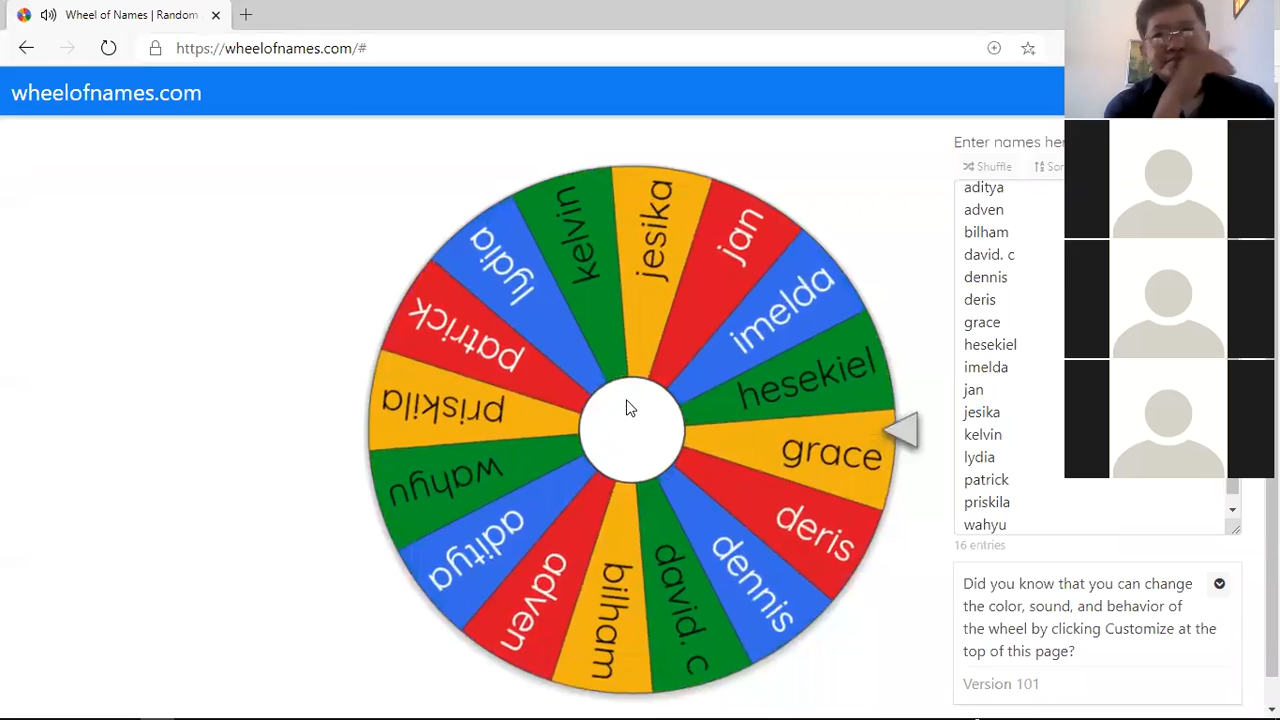 Wheel of Names | Random
https://wheelofnames.com/#
wheelofnames.com
Enter names her
Shuffle
Sor
aditya
adven
bilham
david. c
dennis
deris
grace
hesekiel
imelda
jan
jesika
kelvin
lydia
patrick
priskila
wahyu
16 entries
Did you know that you can change
the color, sound, and behavior of
the wheel by clicking Customize at the
top of this page?
Version 101
kelvin
jesika
jan
imelda
hesekiel
grace
deris
dennis
david. c
bilham
adven
aditya
wahyu
priskila
patrick
lydia